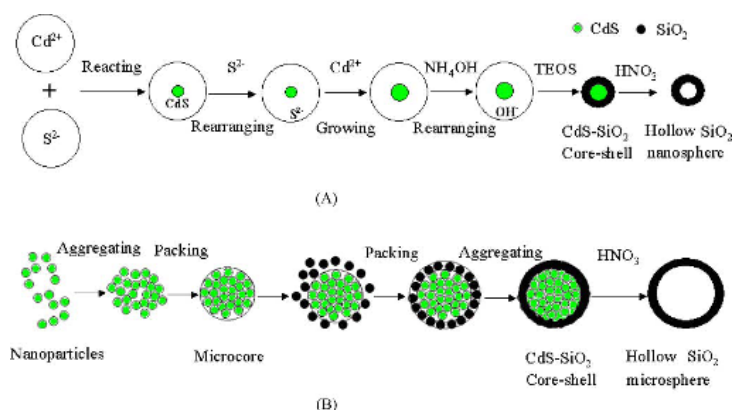 CdS SiO₂
Cd²⁺
+
S²⁻
Reacting
CdS
S²⁻
Rearranging
S²⁻
Cd²⁺
Growing
NH₄OH
Rearranging
OH⁻
TEOS
CdS-SiO₂
Core-shell
HNO₃
Hollow SiO₂
nanosphere
(A)
Nanoparticles
Aggregating
Packing
Microcore
Packing
Aggregating
CdS-SiO₂
Core-shell
HNO₃
Hollow SiO₂
microsphere
(B)